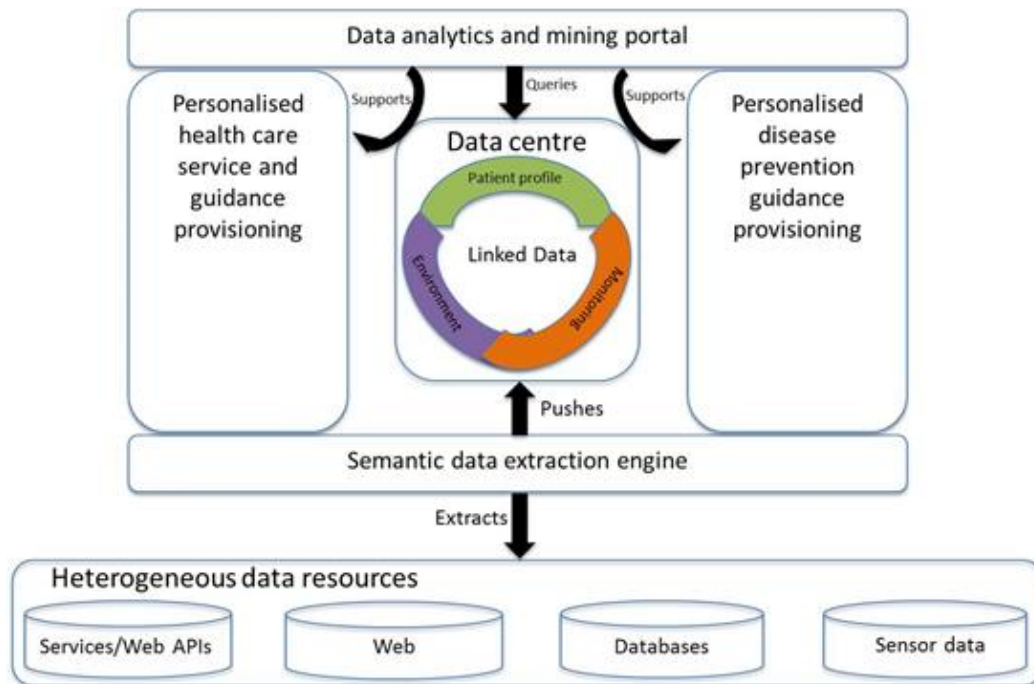 Data analytics and mining portal
Supports
Queries
Supports
Personalised
health care
service and
guidance
provisioning
Data centre
Patient profile
Linked Data
Environment
Monitoring
Personalised
disease
prevention
guidance
provisioning
Pushes
Semantic data extraction engine
Extracts
Heterogeneous data resources
Services/Web APIs
Web
Databases
Sensor data